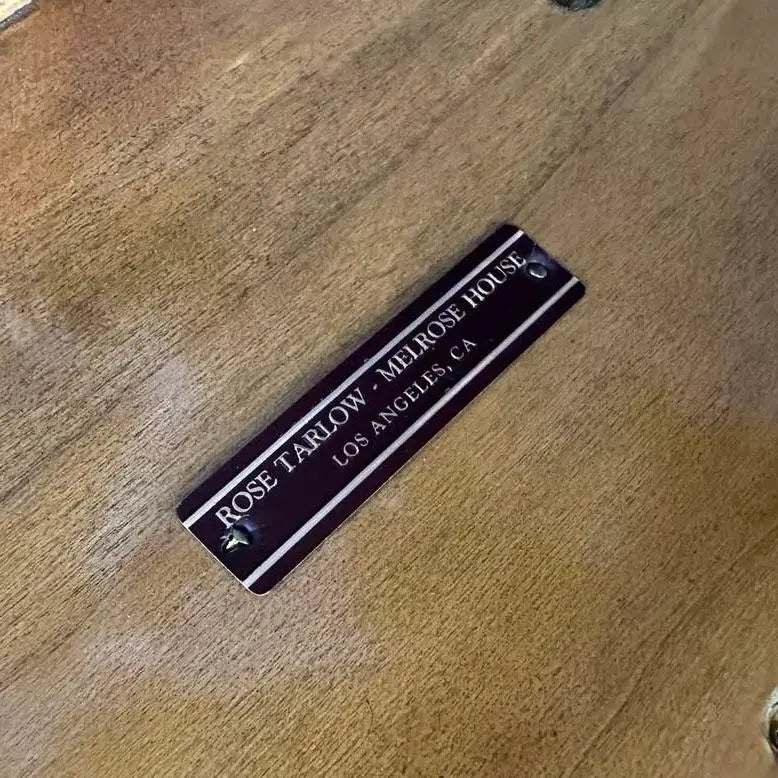 ROSE TARLOW - MELROSE HOUSE
LOS ANGELES, CA